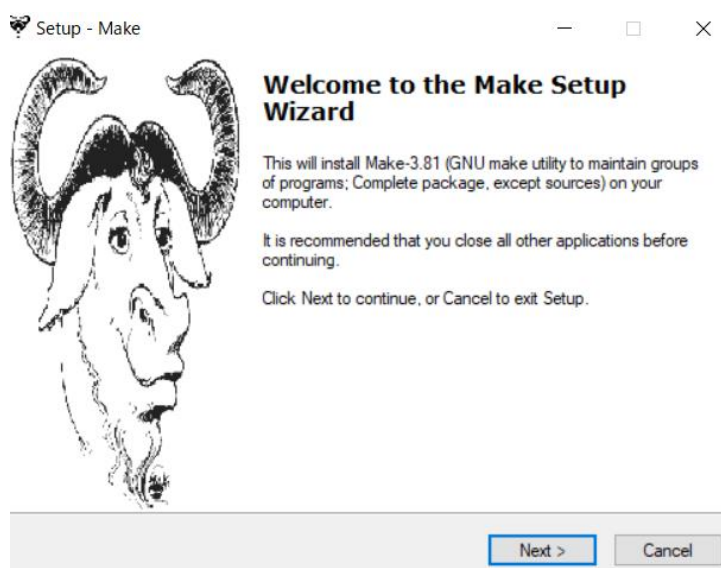 Setup - Make
Welcome to the Make Setup
Wizard
This will install Make-3.81 (GNU make utility to maintain groups
of programs; Complete package, except sources) on your
computer.
It is recommended that you close all other applications before
continuing.
Click Next to continue, or Cancel to exit Setup.
Next >
Cancel